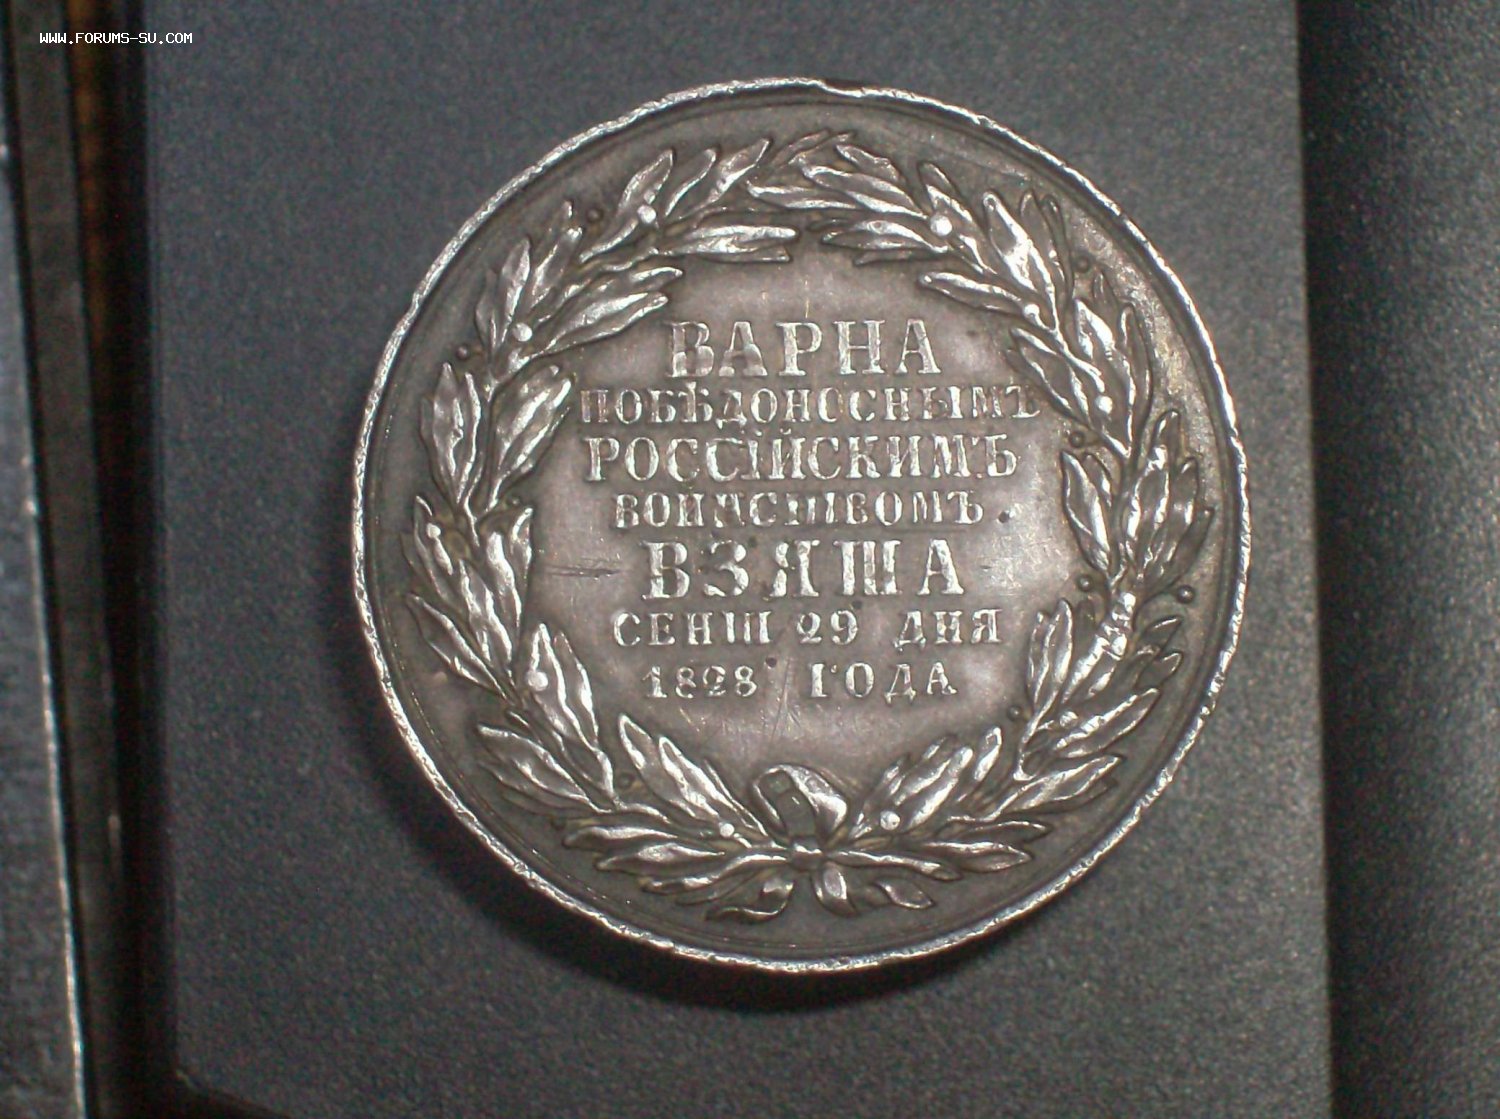 WWW.FORUMS-SU.COM
ВАРНА
ПОБѢДОНОСНЫМЪ
РОССІЙСКИМЪ
ВОИНСТВОМЪ
ВЗЯТА
СЕНТ 29 ДНЯ
1828 ГОДА